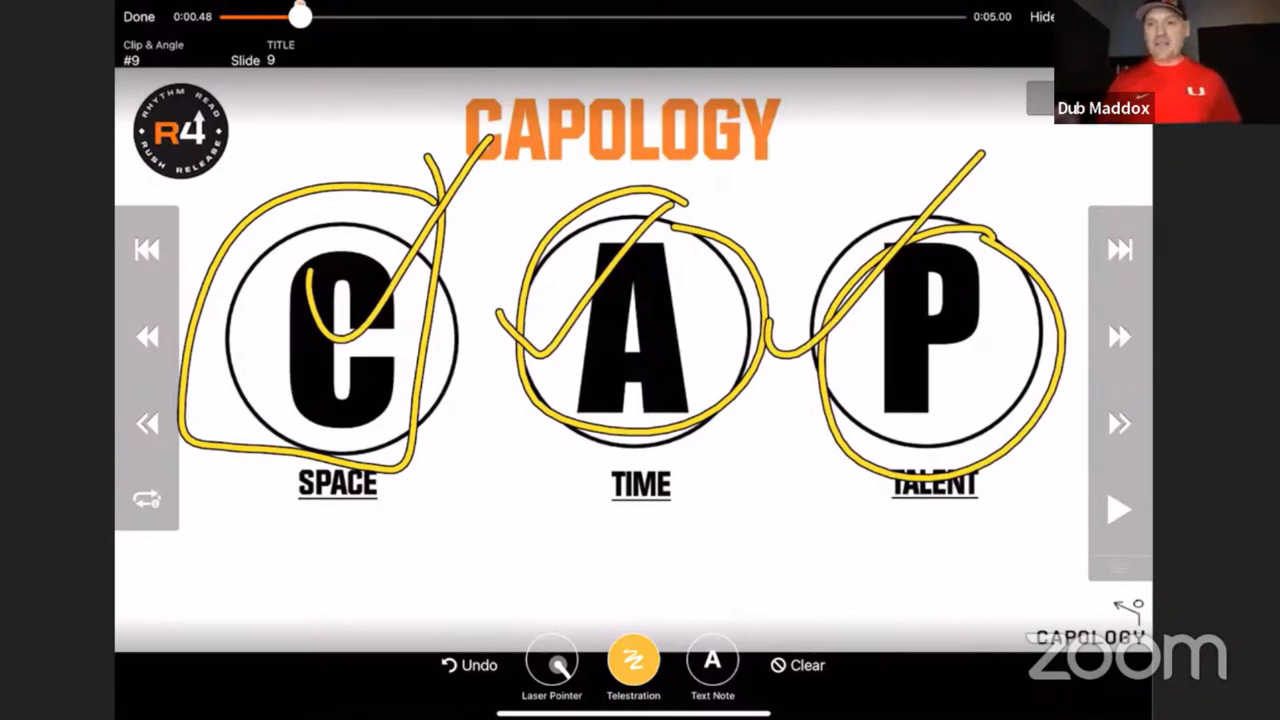 Done 0:00.48 0:05.00 Hide
Clip & Angle TITLE
#9 Slide 9
Dub Maddox
U
RHYTHM READ
R4
RUSH RELEASE
CAPOLOGY
C A P
SPACE TIME TALENT
CAPOLOGY
zoom
Undo A Clear
Laser Pointer Telestration Text Note